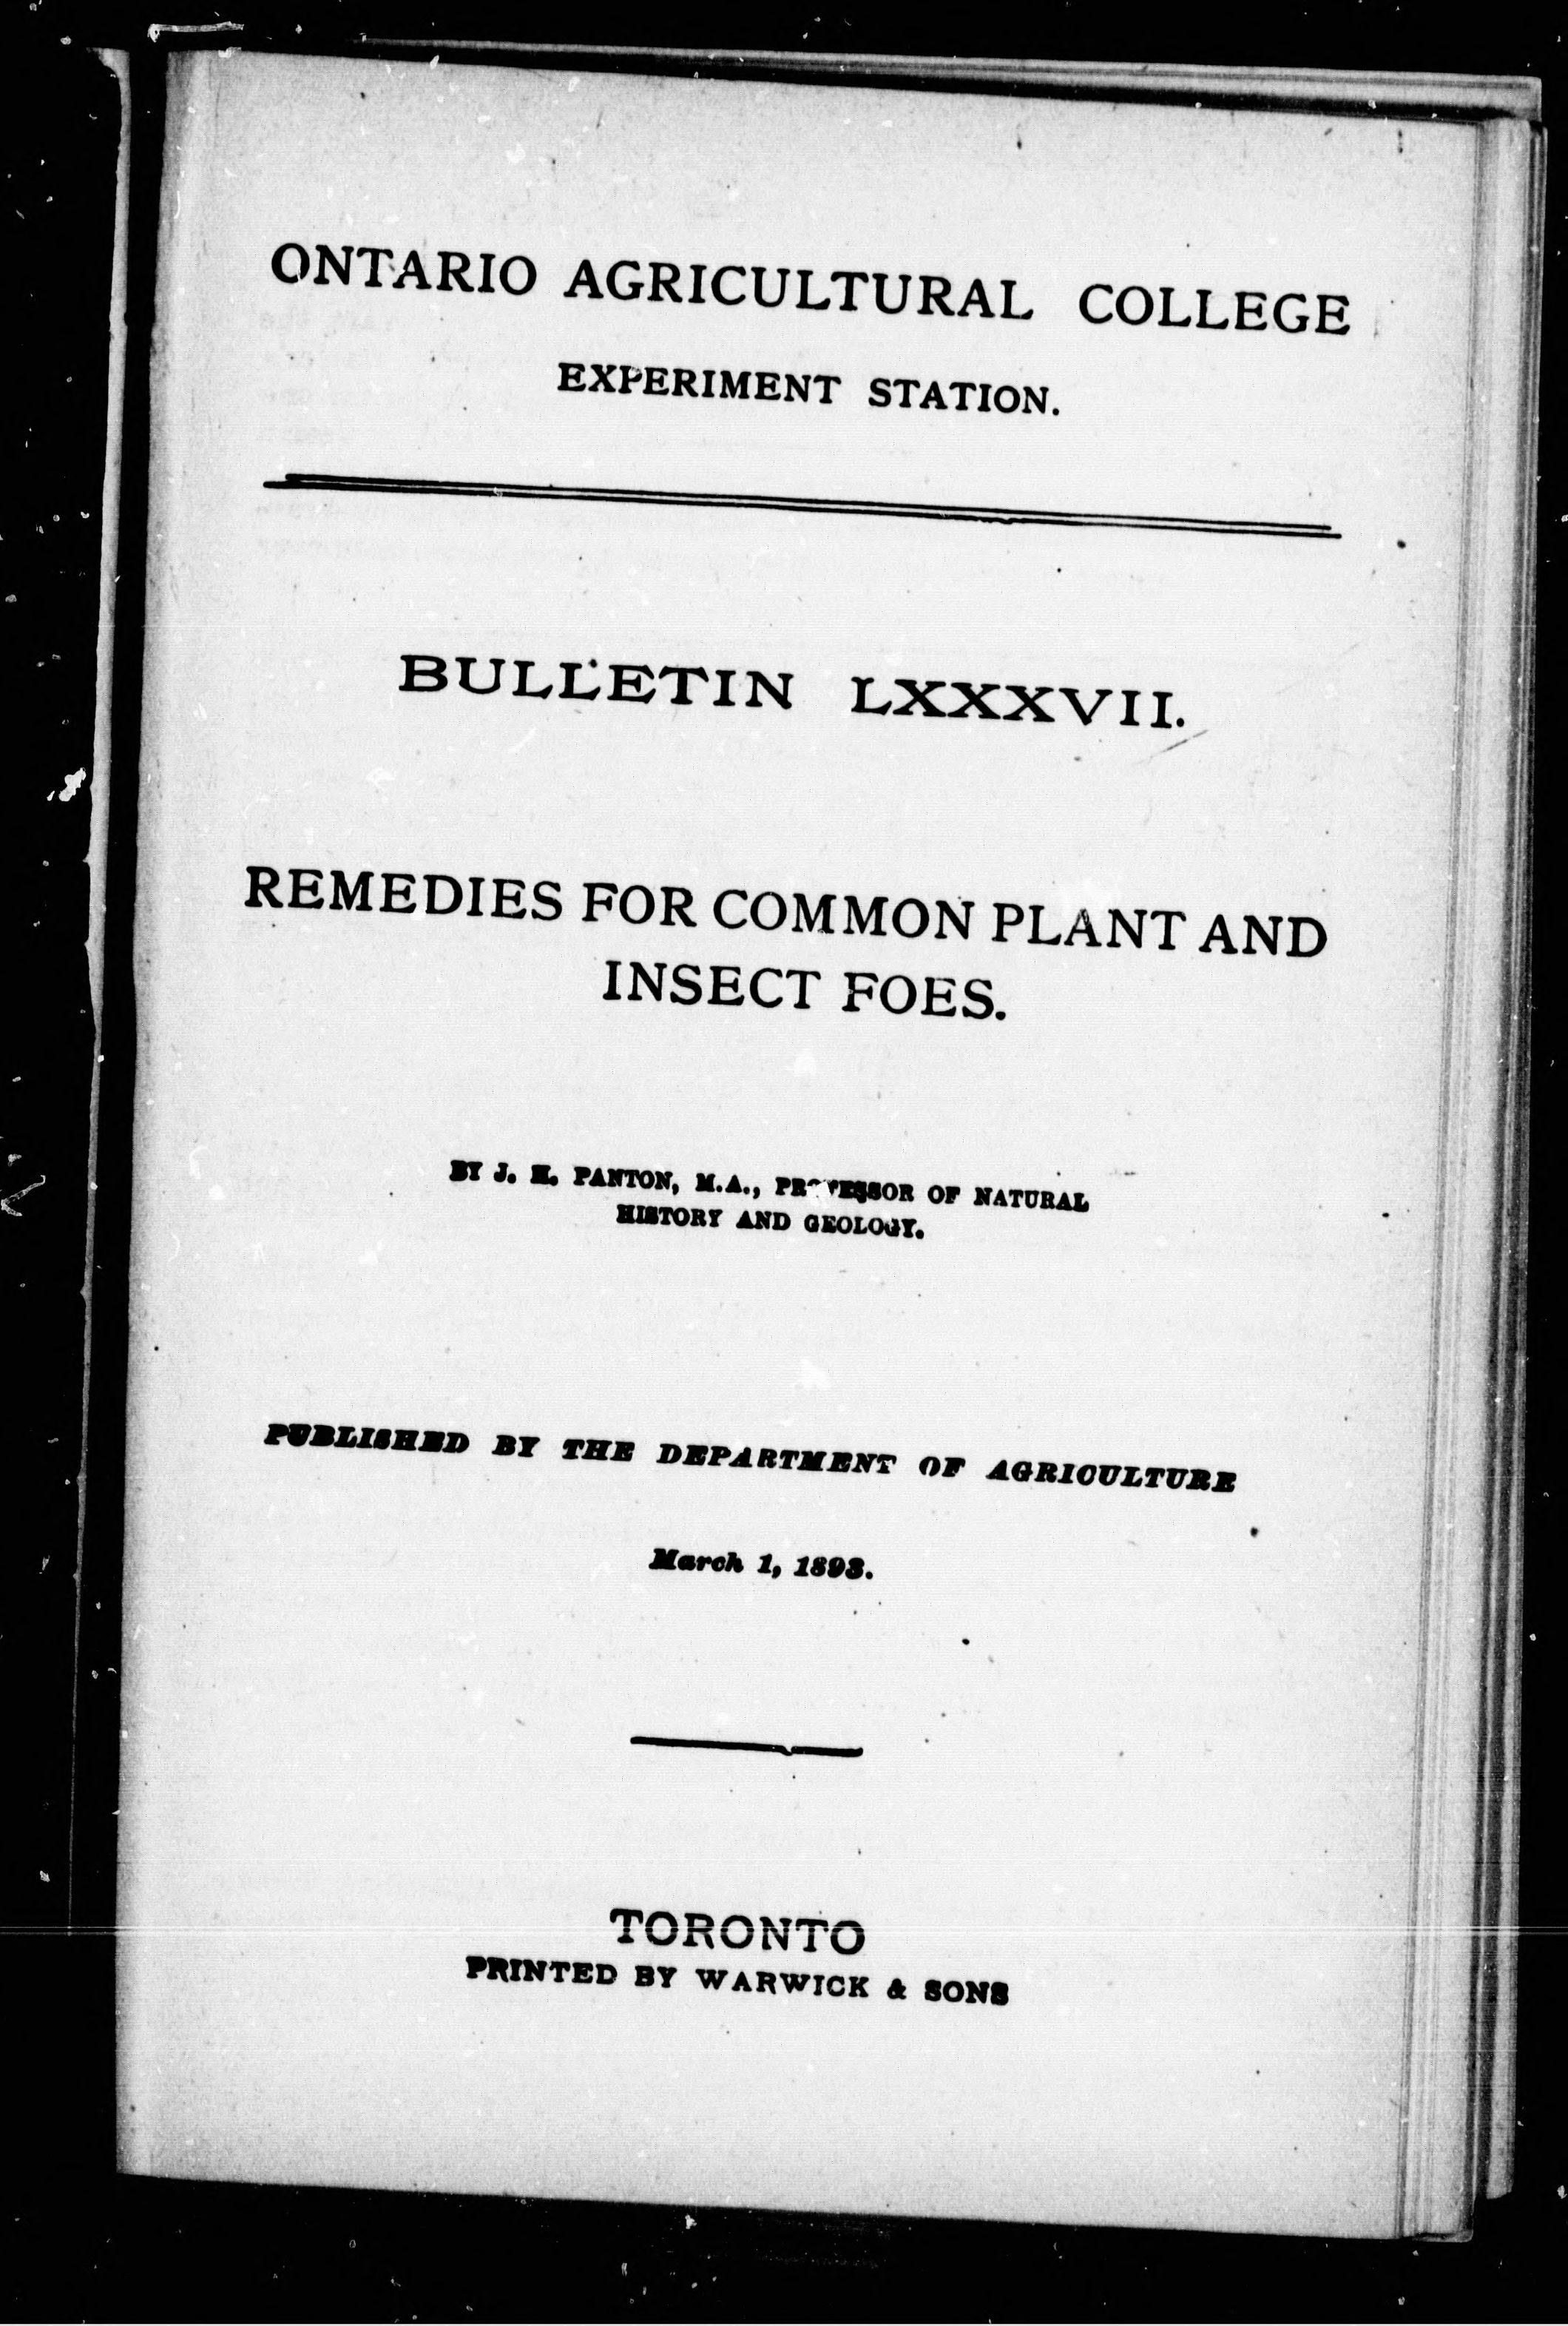 ONTARIO AGRICULTURAL COLLEGE
EXPERIMENT STATION.
BULLETIN LXXXVII.
REMEDIES FOR COMMON PLANT AND
INSECT FOES.
BY J. H. PANTON, M.A., PROFESSOR OF NATURAL
HISTORY AND GEOLOGY.
PUBLISHED BY THE DEPARTMENT OF AGRICULTURE
March 1, 1893.
TORONTO
PRINTED BY WARWICK & SONS